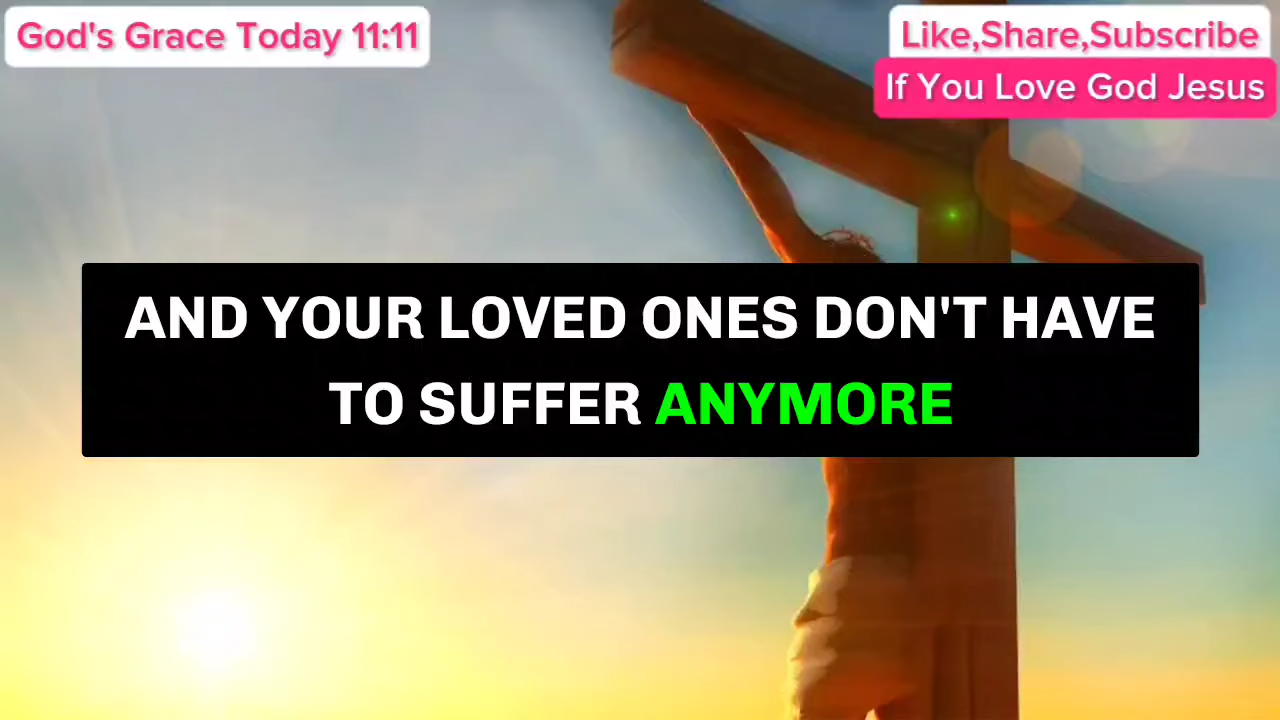 God's Grace Today 11:11
Like,Share,Subscribe
If You Love God Jesus
AND YOUR LOVED ONES DON'T HAVE
TO SUFFER ANYMORE